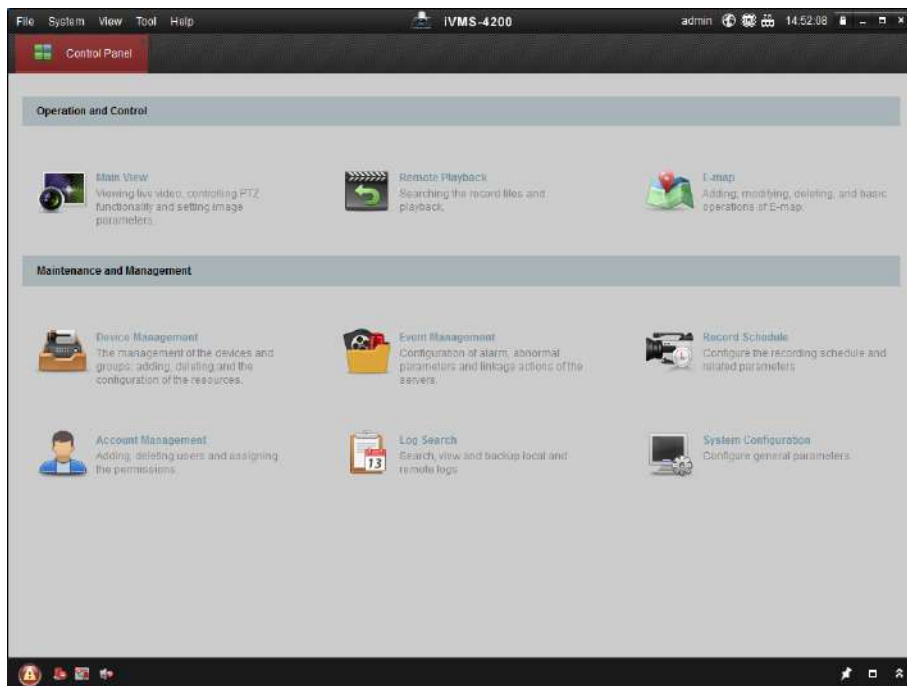 File System View Tool Help iVMS-4200 admin 14:52:08
Control Panel
Operation and Control
Main View
Viewing live video, controlling PTZ
functionality and setting image
parameters.
Remote Playback
Searching the record files and
playback.
E-map
Adding, modifying, deleting, and basic
operations of E-map.
Maintenance and Management
Device Management
The management of the devices and
groups: adding, deleting and the
configuration of the resources.
Event Management
Configuration of alarm, abnormal
parameters and linkage actions of the
servers.
Record Schedule
Configure the recording schedule and
related parameters
Account Management
Adding, deleting users and assigning
the permissions.
Log Search
Search, view and backup local and
remote logs
13
System Configuration
Configure general parameters.